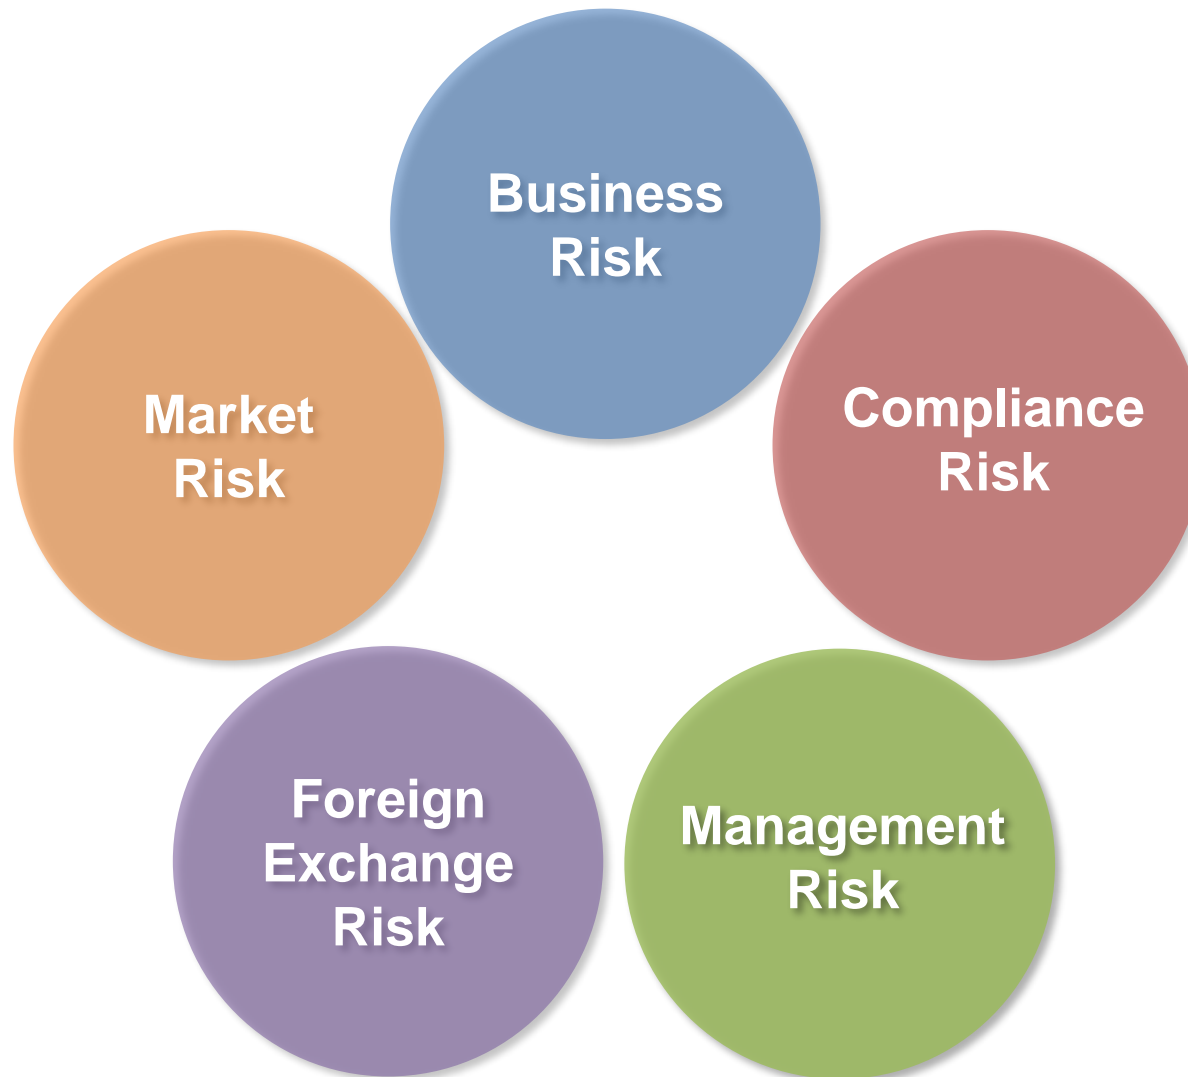 Business
Risk
Market
Risk
Compliance
Risk
Foreign
Exchange
Risk
Management
Risk